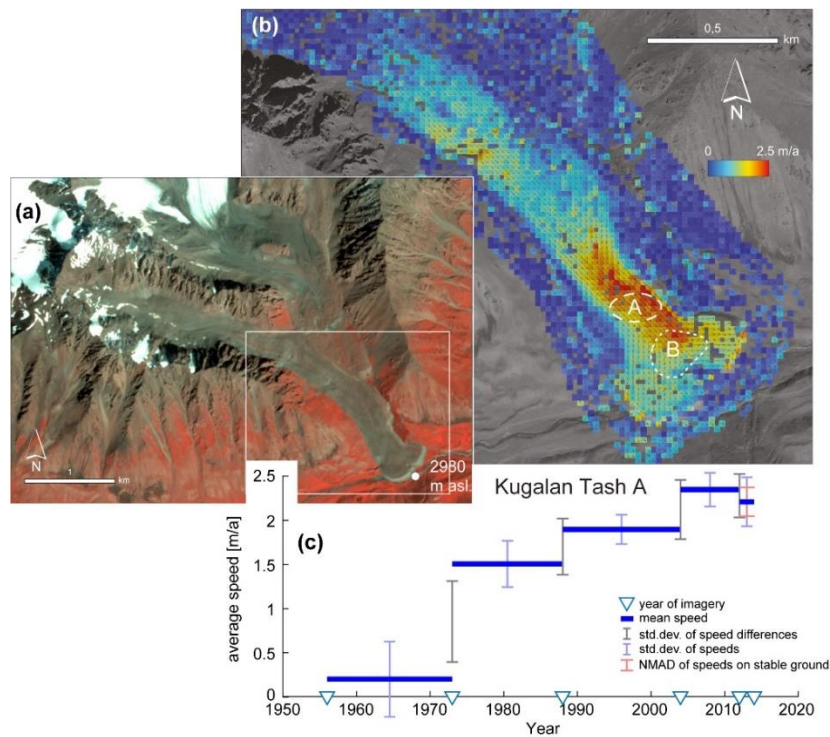 (b)
0,5
km
N
0
2.5 m/a
A
B
(a)
N
1
km
2980
m asl.
Kugalan Tash A
(c)
average speed [m/a]
2.5
2
1.5
1
0.5
0
year of imagery
mean speed
std.dev. of speed differences
std.dev. of speeds
NMAD of speeds on stable ground
1950 1960 1970 1980 1990 2000 2010 2020
Year